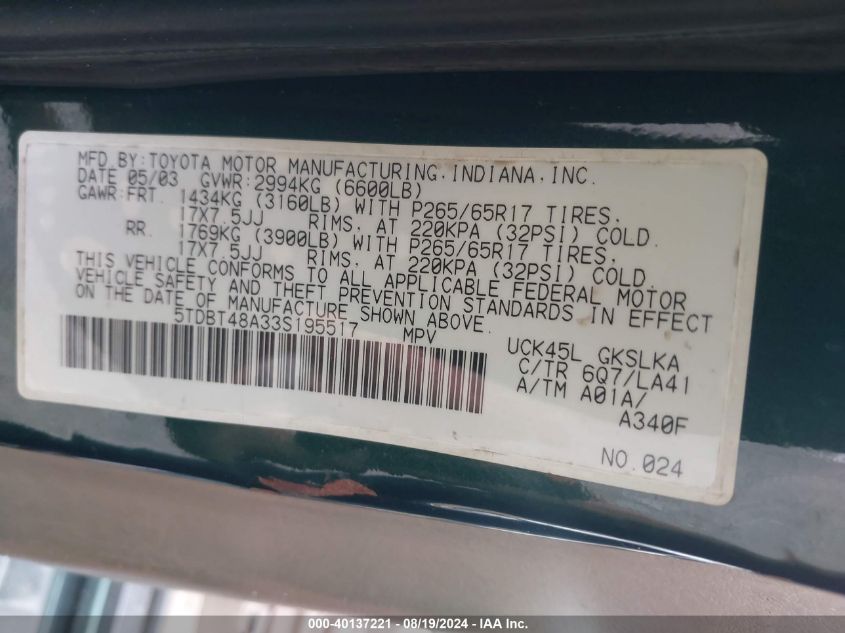 MFD.BY:TOYOTA MOTOR MANUFACTURING.INDIANA.INC.
DATE 05/03 GVWR:2994KG (6600LB)
GAWR:FRT. 1434KG (3160LB) WITH P265/65R17 TIRES.
17X7.5JJ RIMS. AT 220KPA (32PSI) COLD.
RR. 1769KG (3900LB) WITH P265/65R17 TIRES.
17X7.5JJ RIMS. AT 220KPA (32PSI) COLD.
THIS VEHICLE CONFORMS TO ALL APPLICABLE FEDERAL MOTOR
VEHICLE SAFETY AND THEFT PREVENTION STANDARDS IN EFFECT
ON THE DATE OF MANUFACTURE SHOWN ABOVE.
5TDBT48A33S195517 MPV
UCK45L GKSLKA
C/TR 6Q7/LA41
A/TM A01A/
A340F
NO.024
000-40137221 - 08/19/2024 - IAA Inc.